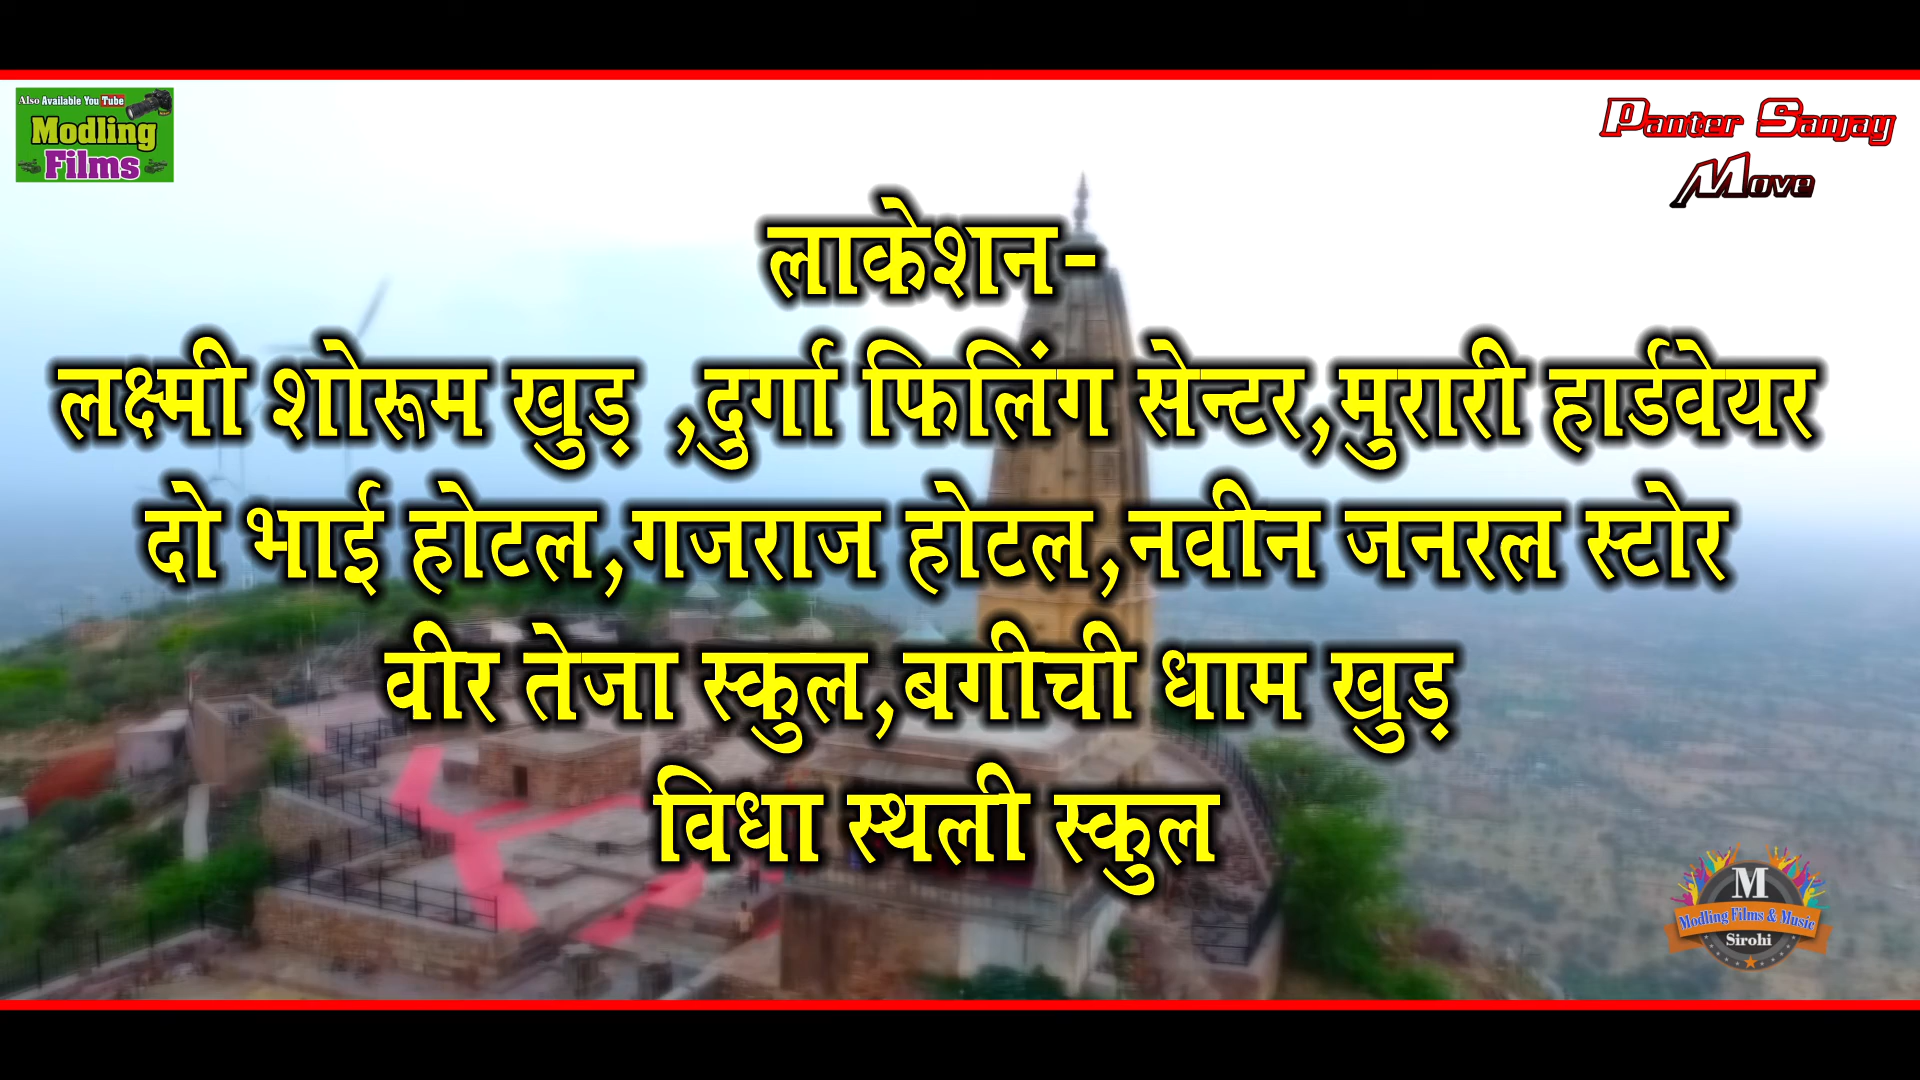 Also Available You Tube
Modling
Films
Panter Sanjay
Move
लाकेशन-
लक्ष्मी शोरूम खुड़ ,दुर्गा फिलिंग सेन्टर,मुरारी हार्डवेयर
दो भाई होटल,गजराज होटल,नवीन जनरल स्टोर
वीर तेजा स्कुल,बगीची धाम खुड़
विधा स्थली स्कुल
M
Modling Films & Music
Sirohi